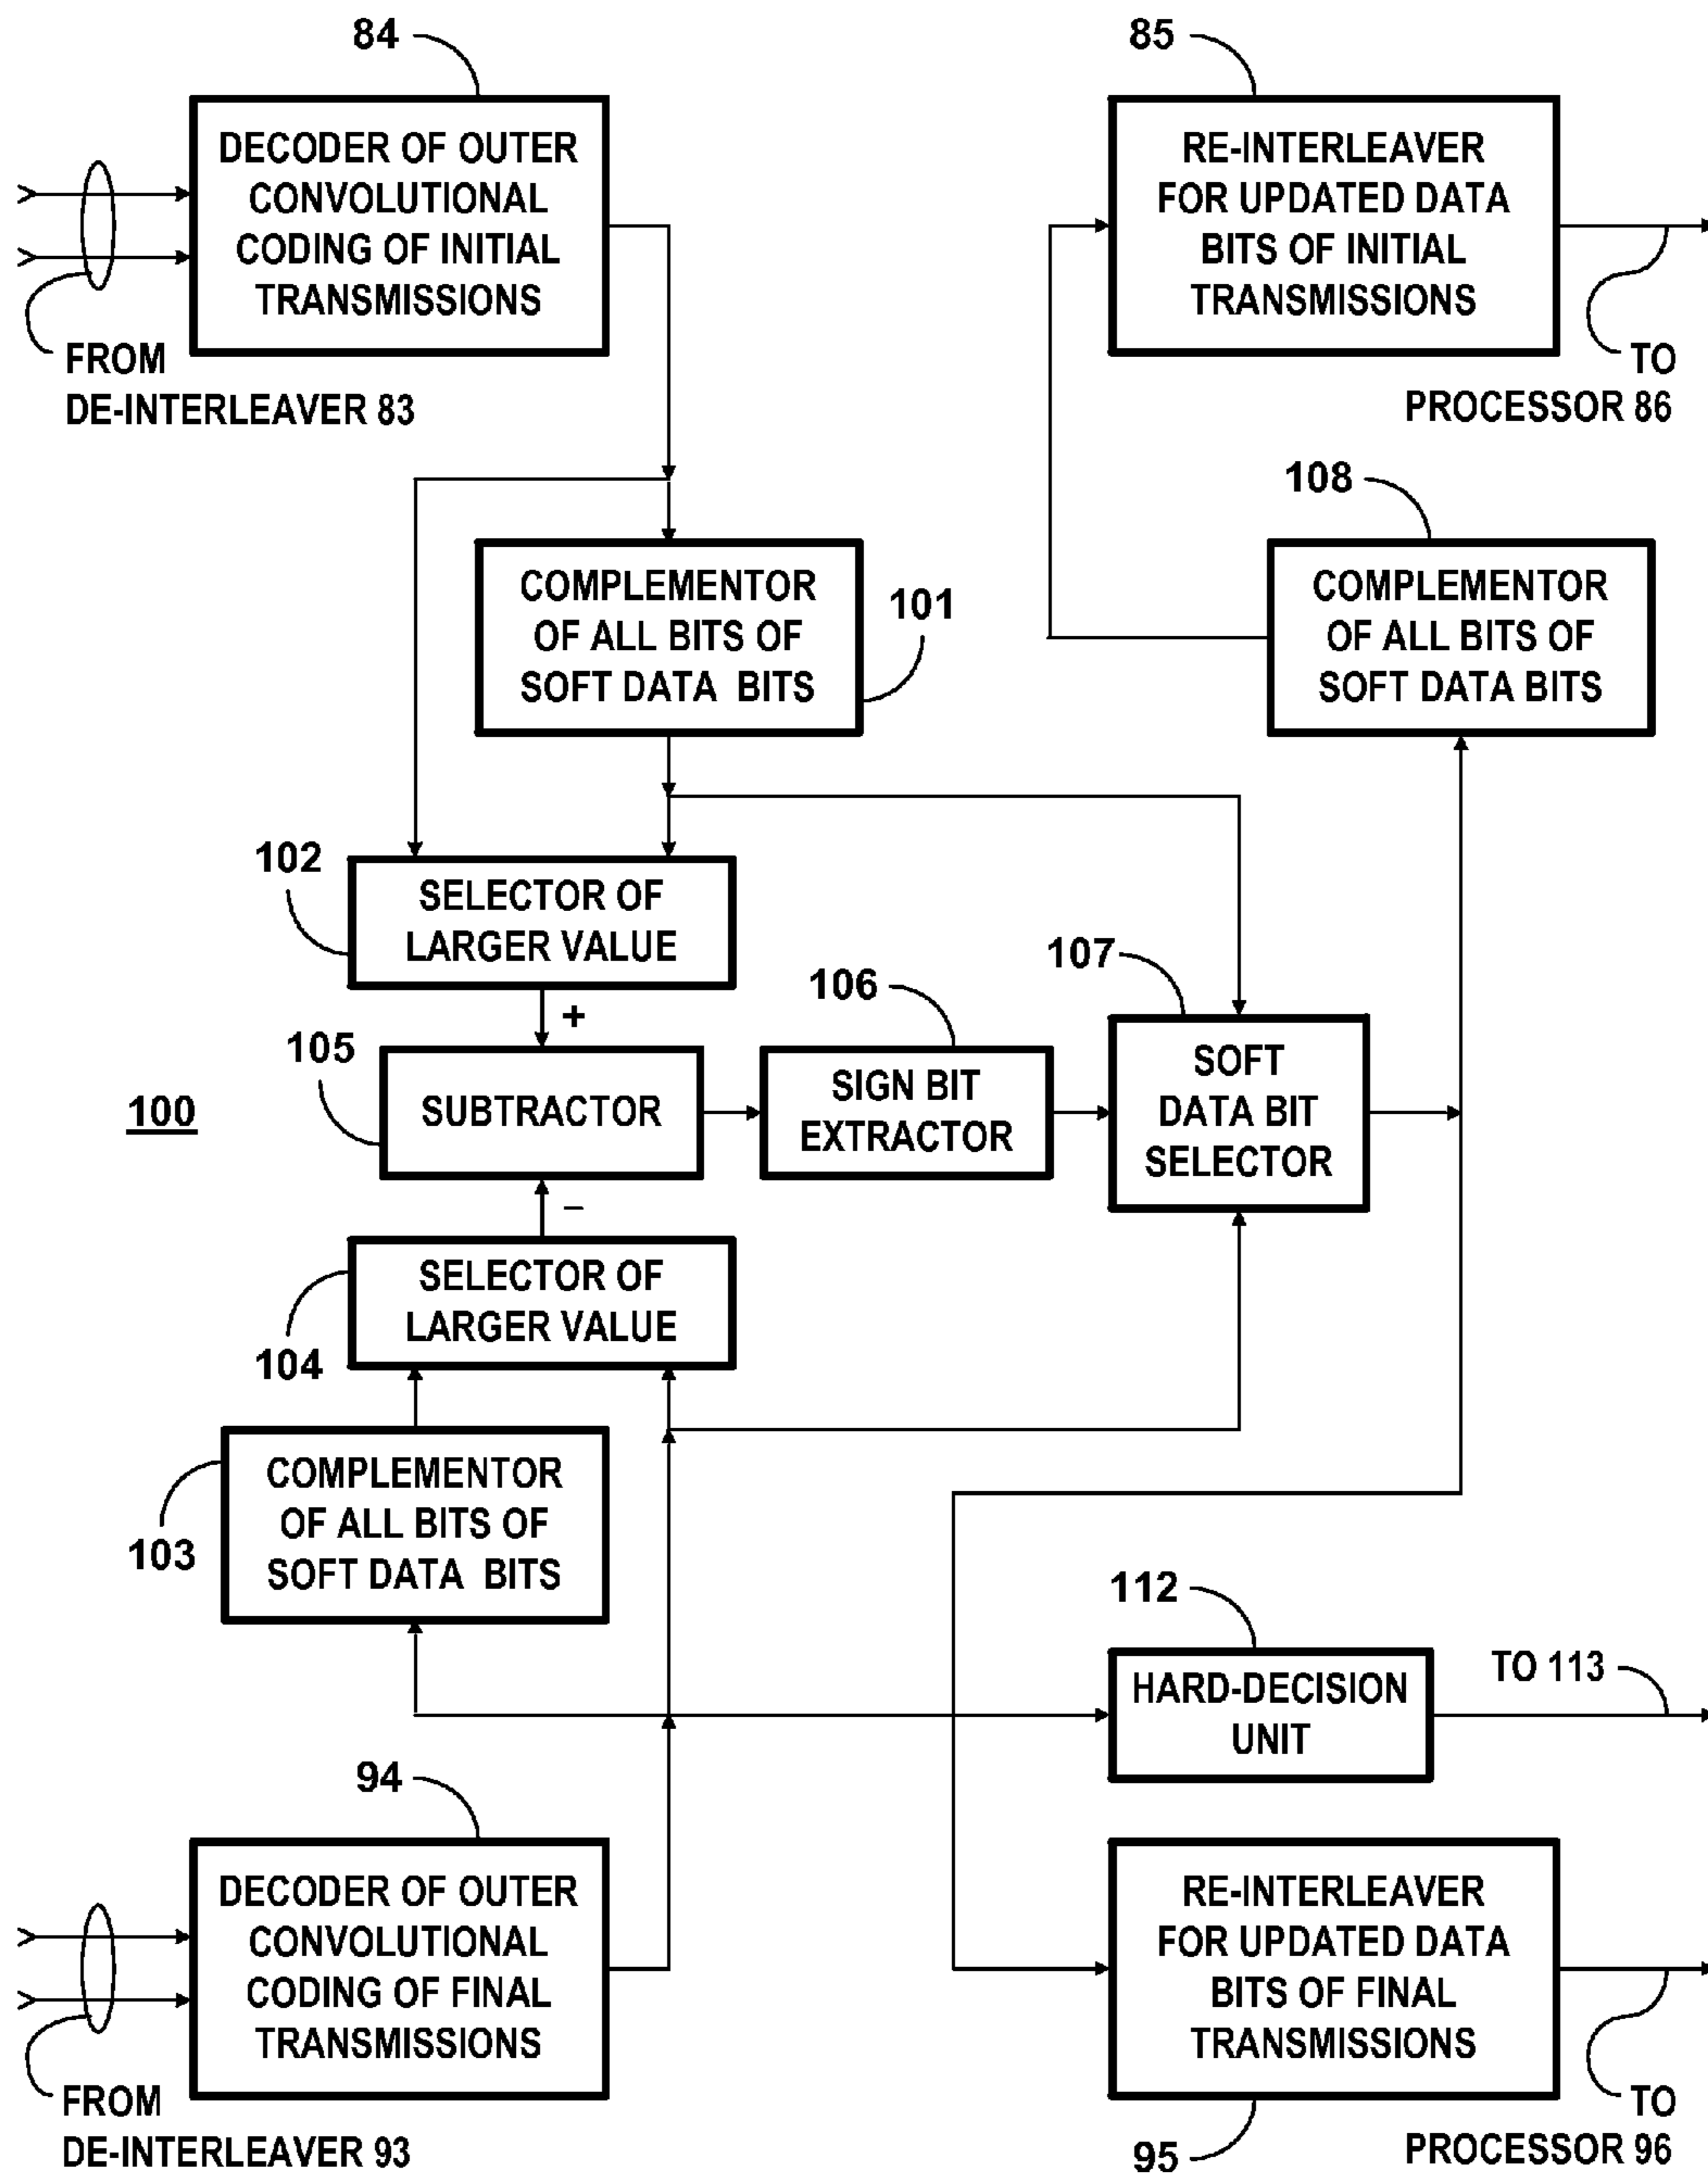 84
85
DECODER OF OUTER
CONVOLUTIONAL
CODING OF INITIAL
TRANSMISSIONS
RE-INTERLEAVER
FOR UPDATED DATA
BITS OF INITIAL
TRANSMISSIONS
FROM
DE-INTERLEAVER 83
TO
PROCESSOR 86
108
COMPLEMENTOR
OF ALL BITS OF
SOFT DATA BITS
101
COMPLEMENTOR
OF ALL BITS OF
SOFT DATA BITS
102
SELECTOR OF
LARGER VALUE
107
106
+
105
SUBTRACTOR
SIGN BIT
EXTRACTOR
SOFT
DATA BIT
SELECTOR
100
–
SELECTOR OF
LARGER VALUE
104
COMPLEMENTOR
OF ALL BITS OF
SOFT DATA BITS
103
112
HARD-DECISION
UNIT
TO 113
94
DECODER OF OUTER
CONVOLUTIONAL
CODING OF FINAL
TRANSMISSIONS
RE-INTERLEAVER
FOR UPDATED DATA
BITS OF FINAL
TRANSMISSIONS
FROM
DE-INTERLEAVER 93
95
TO
PROCESSOR 96